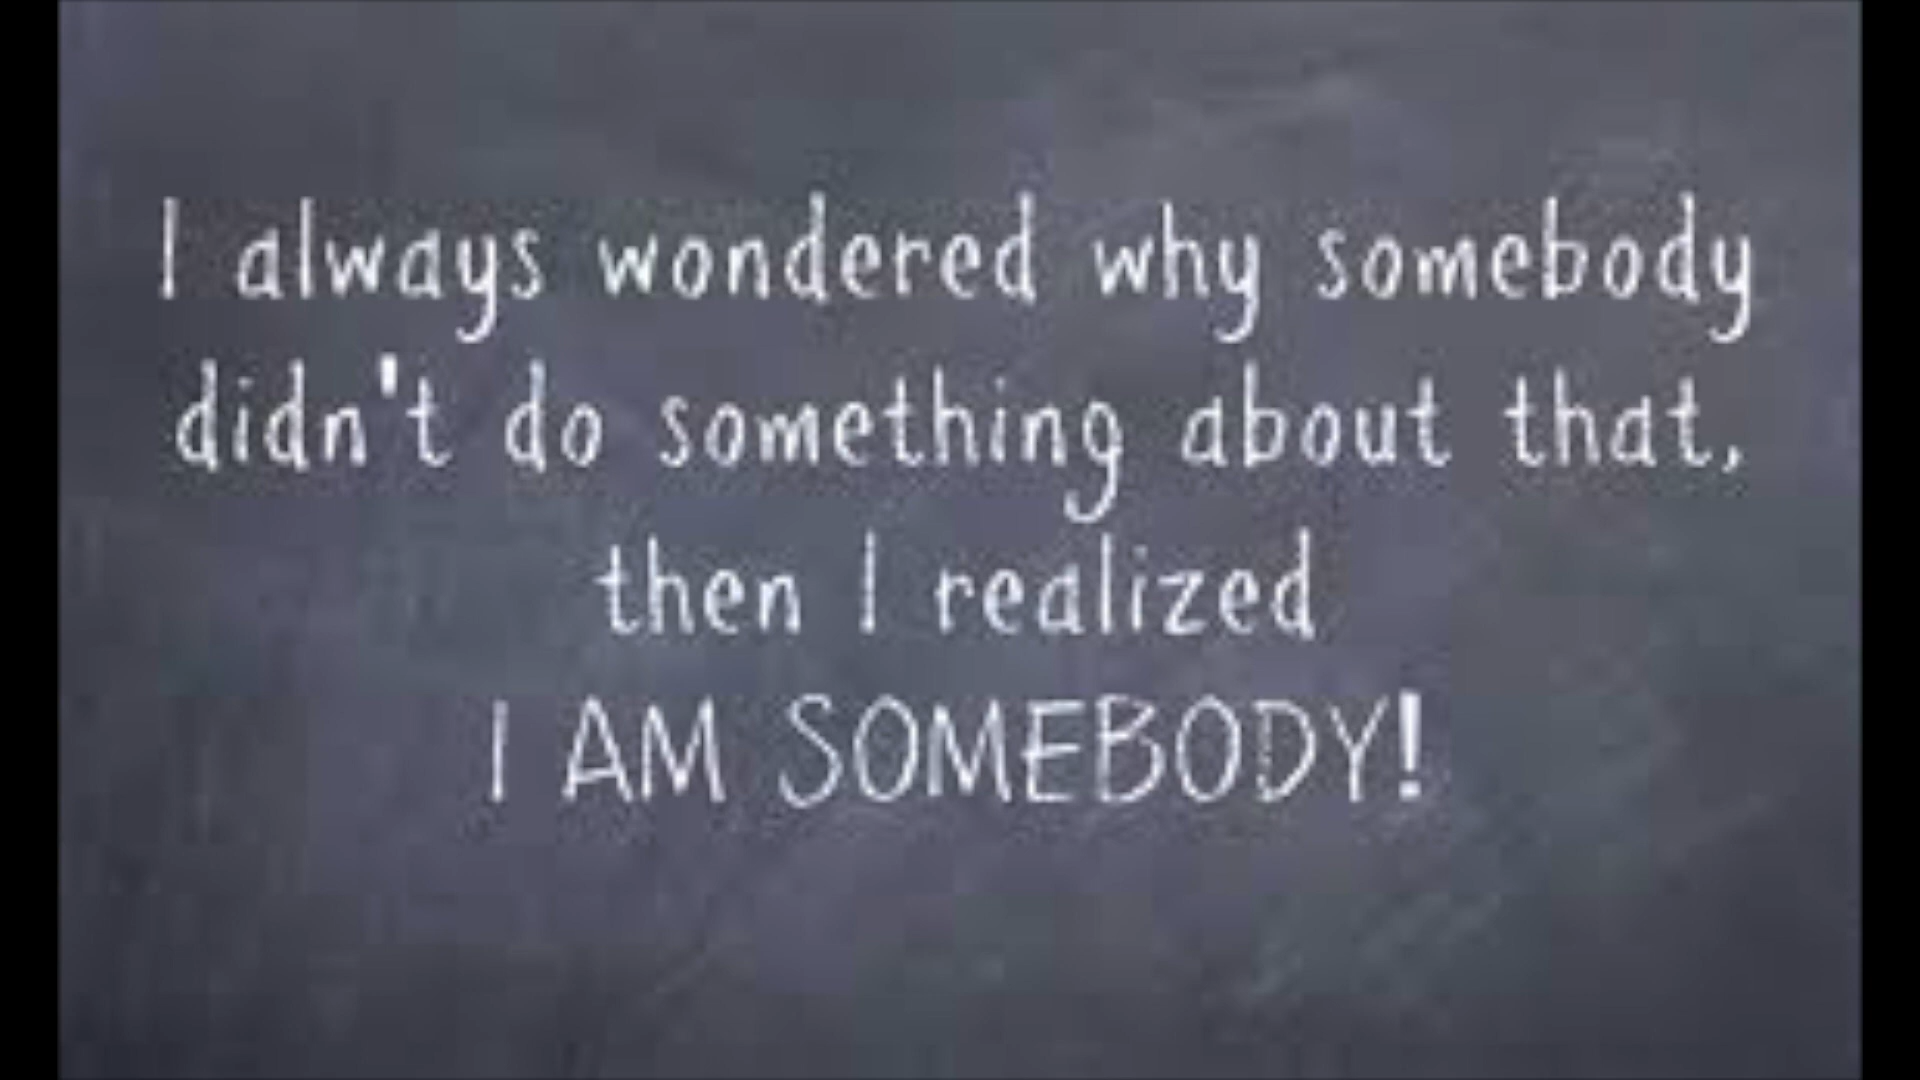 I always wondered why somebody
didn't do something about that,
then I realized
I AM SOMEBODY!